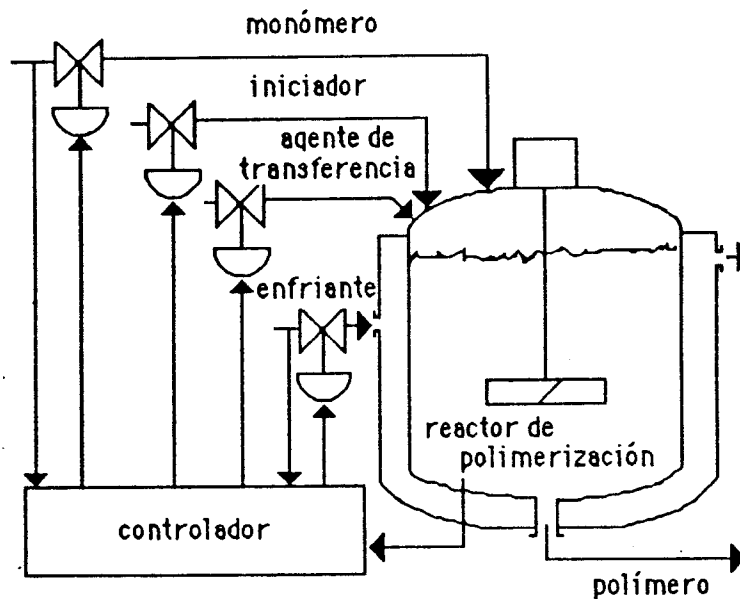 monómero
iniciador
agente de
transferencia
enfriante
reactor de
polimerización
controlador
polímero